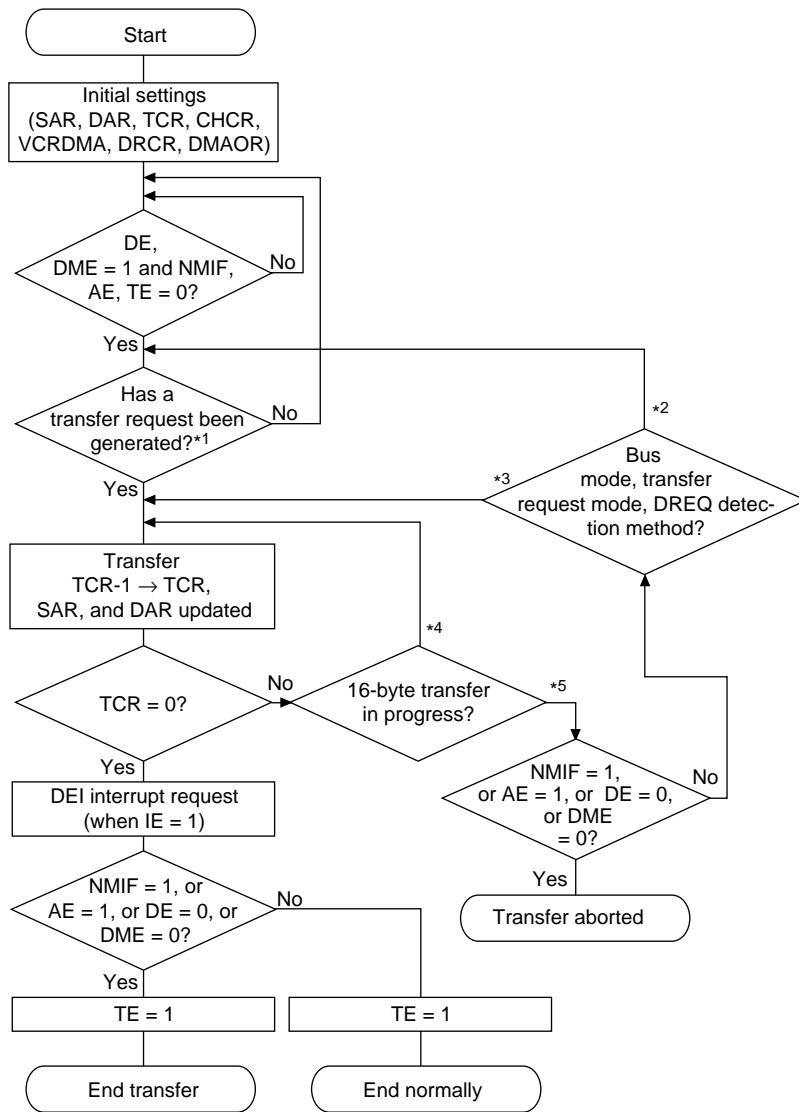 Start
Initial settings
(SAR, DAR, TCR, CHCR,
VCRDMA, DRCR, DMAOR)
DE,
DME = 1 and NMIF,
AE, TE = 0?
No
Yes
Has a
transfer request been
generated?*1
No
Yes
*2
*3
Bus
mode, transfer
request mode, DREQ detec-
tion method?
Transfer
TCR-1 → TCR,
SAR, and DAR updated
*4
TCR = 0?
No
16-byte transfer
in progress?
*5
Yes
NMIF = 1,
or AE = 1, or DE = 0,
or DME
= 0?
No
Yes
Transfer aborted
DEI interrupt request
(when IE = 1)
NMIF = 1, or
AE = 1, or DE = 0, or
DME = 0?
No
Yes
TE = 1
TE = 1
End transfer
End normally